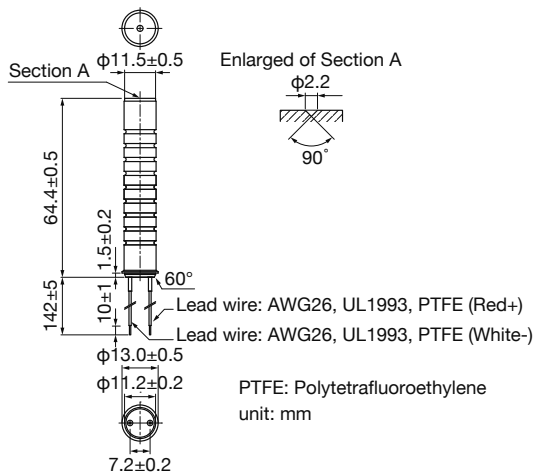 φ11.5±0.5
Enlarged of Section A
Section A
φ2.2
90°
64.4±0.5
1.5±0.2
60°
142±5
10±1
Lead wire: AWG26, UL1993, PTFE (Red+)
Lead wire: AWG26, UL1993, PTFE (White-)
φ13.0±0.5
φ11.2±0.2
PTFE: Polytetrafluoroethylene
unit: mm
7.2±0.2